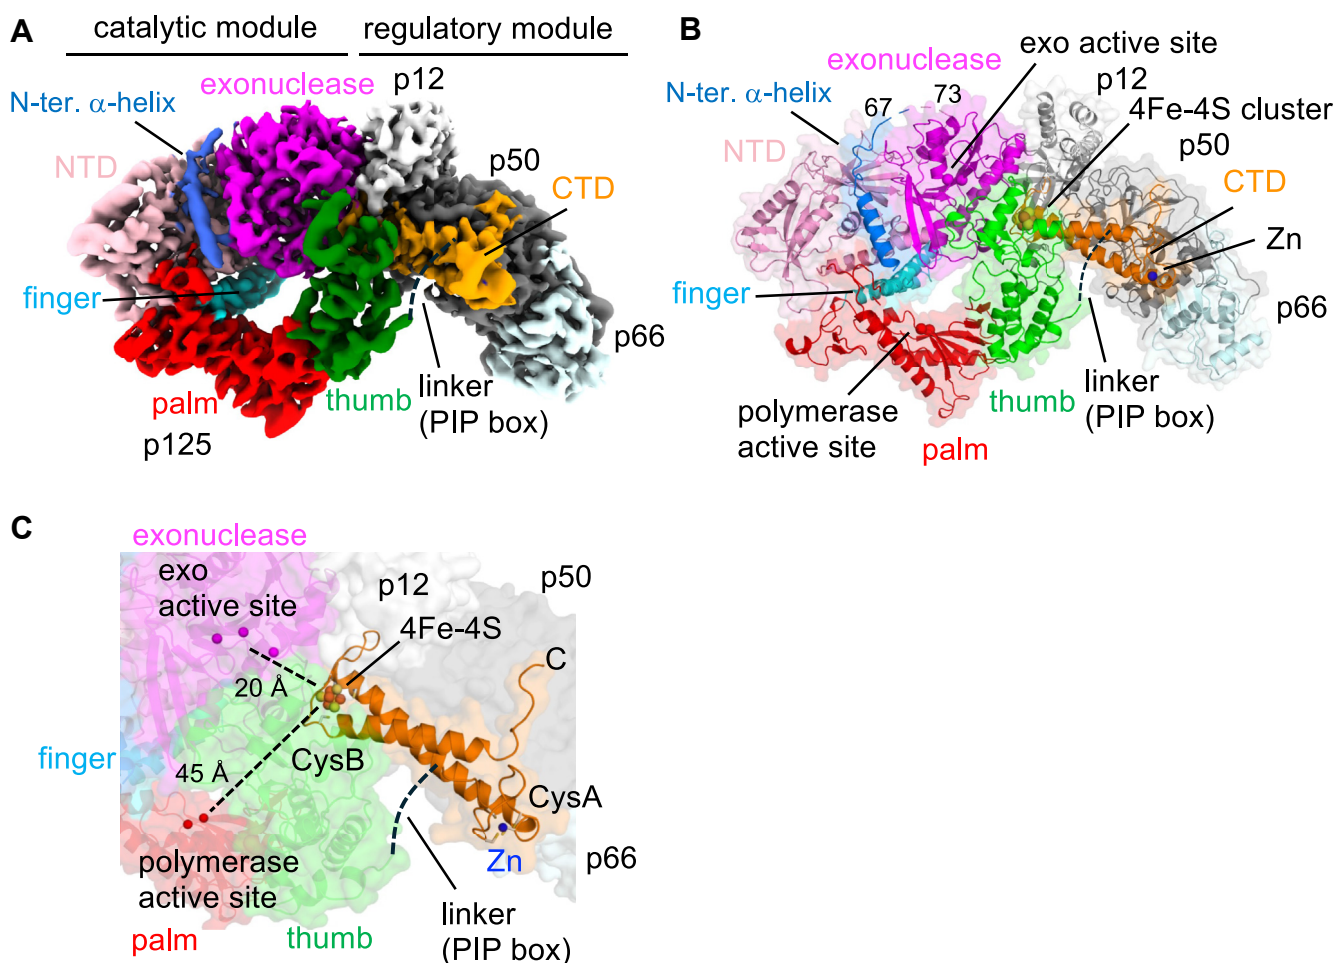 A
catalytic module
regulatory module
exonuclease
p12
N-ter. α-helix
NTD
p50
CTD
finger
p66
palm
thumb
linker
(PIP box)
p125
B
exo active site
exonuclease
p12
N-ter. α-helix
67
73
4Fe-4S cluster
p50
NTD
CTD
Zn
finger
p66
linker
(PIP box)
polymerase
active site
thumb
palm
C
exonuclease
exo
active site
p12
p50
4Fe-4S
C
20 Å
finger
45 Å
CysB
CysA
Zn
p66
polymerase
active site
linker
(PIP box)
palm
thumb